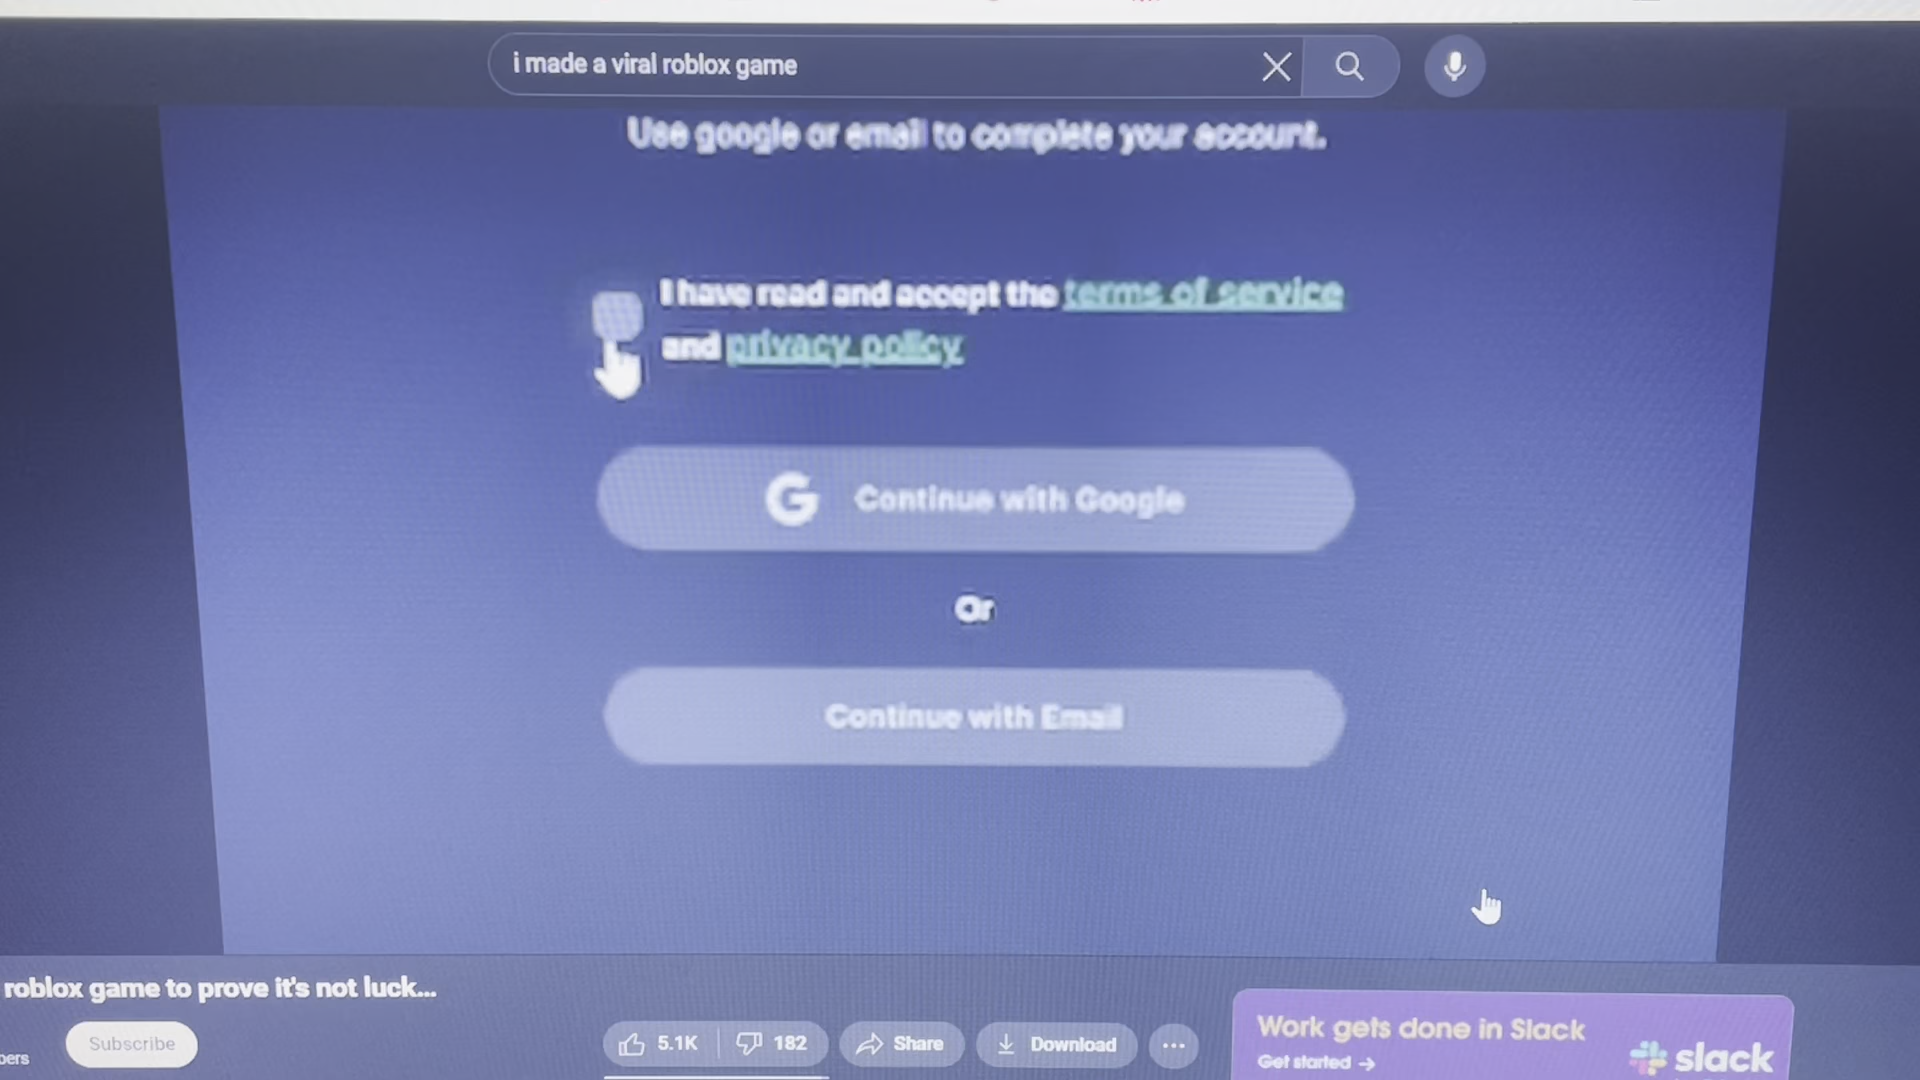 i made a viral roblox game
Use google or email to complete your account.
I have read and accept the terms of service
and privacy policy
Continue with Google
Or
Continue with Email
roblox game to prove it's not luck...
Subscribe
5.1K
182
Share
Download
Work gets done in Slack
Get started →
slack